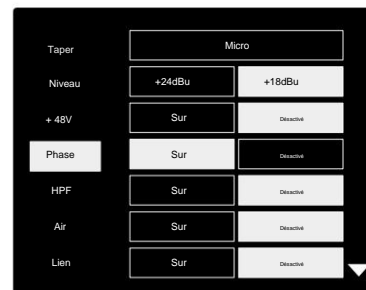 Taper Micro
Niveau +24dBu +18dBu
+ 48V Sur Désactivé
Phase Sur Désactivé
HPF Sur Désactivé
Air Sur Désactivé
Lien Sur Désactivé